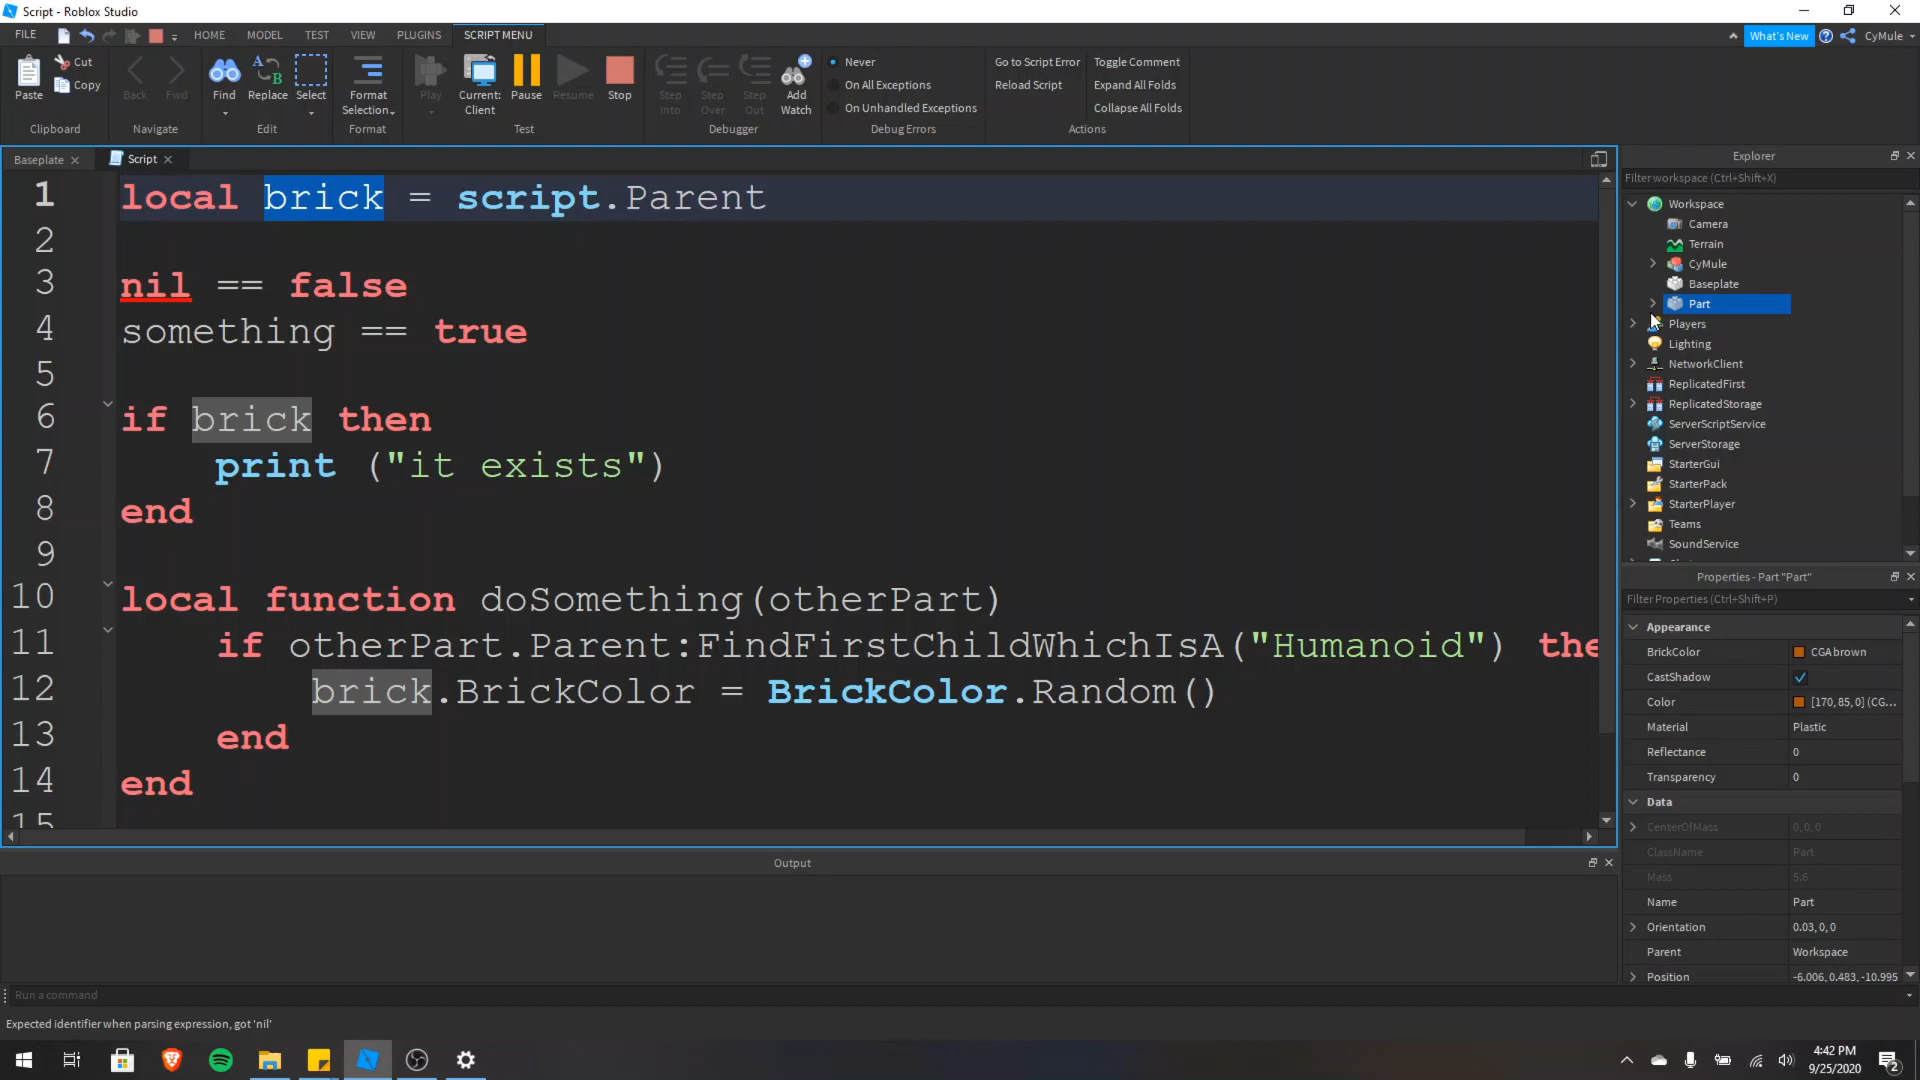 Script - Roblox Studio
FILE HOME MODEL TEST VIEW PLUGINS SCRIPT MENU What's New CyMule
Paste Cut Copy Clipboard
Back Fwd Navigate
Find Replace Select Edit
Format Selection Format
Play Current: Client Pause Resume Stop Test
Step Into Step Over Step Out Add Watch Debugger
Never
On All Exceptions
On Unhandled Exceptions
Debug Errors
Go to Script Error Toggle Comment
Reload Script Expand All Folds
Collapse All Folds
Actions
Baseplate Script
1 local brick = script.Parent
2
3 nil == false
4 something == true
5
6 if brick then
7 print ("it exists")
8 end
9
10 local function doSomething(otherPart)
11 if otherPart.Parent:FindFirstChildWhichIsA("Humanoid") the
12 brick.BrickColor = BrickColor.Random()
13 end
14 end
15
Output
Run a command
Expected identifier when parsing expression, got 'nil'
Explorer
Filter workspace (Ctrl+Shift+X)
Workspace
Camera
Terrain
CyMule
Baseplate
Part
Players
Lighting
NetworkClient
ReplicatedFirst
ReplicatedStorage
ServerScriptService
ServerStorage
StarterGui
StarterPack
StarterPlayer
Teams
SoundService
Properties - Part "Part"
Filter Properties (Ctrl+Shift+P)
Appearance
BrickColor CGA brown
CastShadow
Color [170, 85, 0] (CG...
Material Plastic
Reflectance 0
Transparency 0
Data
CenterOfMass 0, 0, 0
ClassName Part
Mass 5.6
Name Part
Orientation 0.03, 0, 0
Parent Workspace
Position -6.006, 0.483, -10.995
4:42 PM
9/25/2020
2